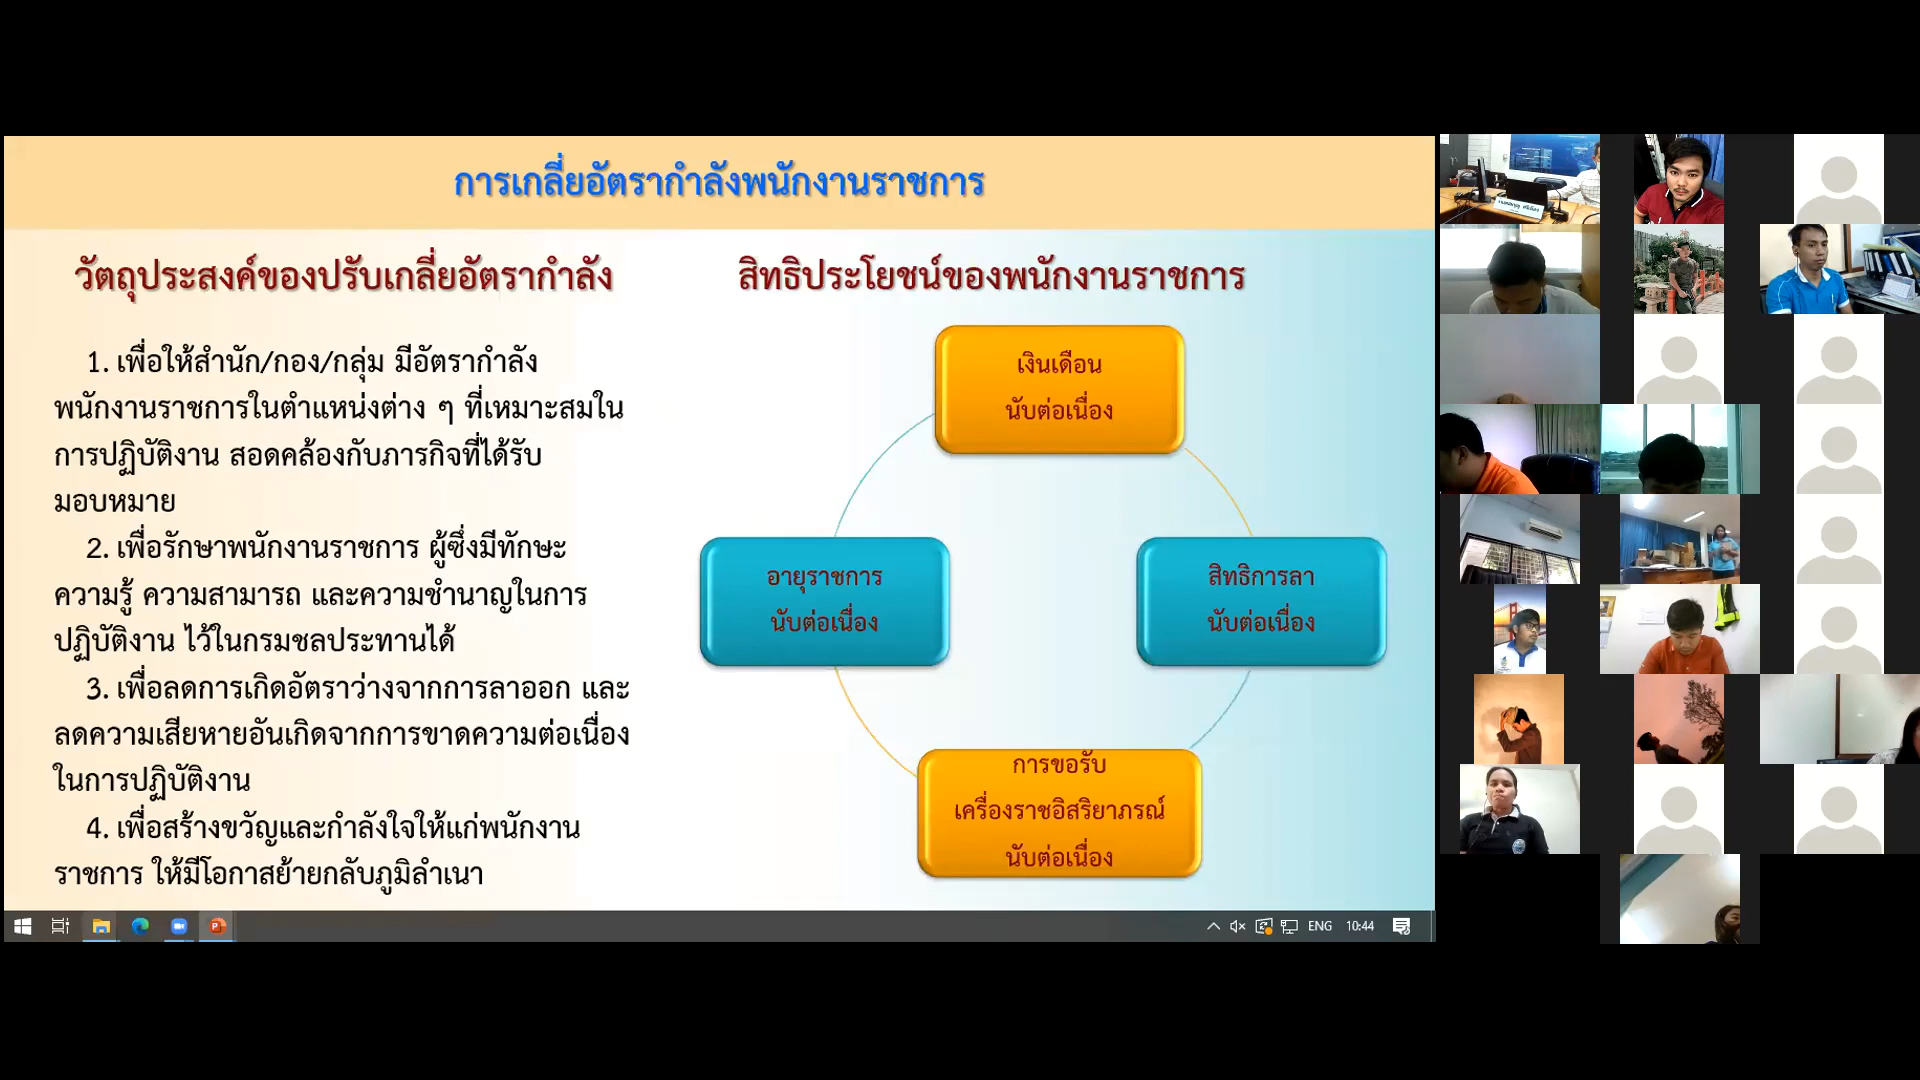 การเกลี่ยอัตรากำลังพนักงานราชการ
วัตถุประสงค์ของปรับเกลี่ยอัตรากำลัง
1. เพื่อให้สำนัก/กอง/กลุ่ม มีอัตรากำลัง
พนักงานราชการในตำแหน่งต่าง ๆ ที่เหมาะสมใน
การปฏิบัติงาน สอดคล้องกับภารกิจที่ได้รับ
มอบหมาย
2. เพื่อรักษาพนักงานราชการ ผู้ซึ่งมีทักษะ
ความรู้ ความสามารถ และความชำนาญในการ
ปฏิบัติงาน ไว้ในกรมชลประทานได้
3. เพื่อลดการเกิดอัตราว่างจากการลาออก และ
ลดความเสียหายอันเกิดจากการขาดความต่อเนื่อง
ในการปฏิบัติงาน
4. เพื่อสร้างขวัญและกำลังใจให้แก่พนักงาน
ราชการ ให้มีโอกาสย้ายกลับภูมิลำเนา
สิทธิประโยชน์ของพนักงานราชการ
เงินเดือน
นับต่อเนื่อง
อายุราชการ
นับต่อเนื่อง
สิทธิการลา
นับต่อเนื่อง
การขอรับ
เครื่องราชอิสริยาภรณ์
นับต่อเนื่อง
ENG
10:44